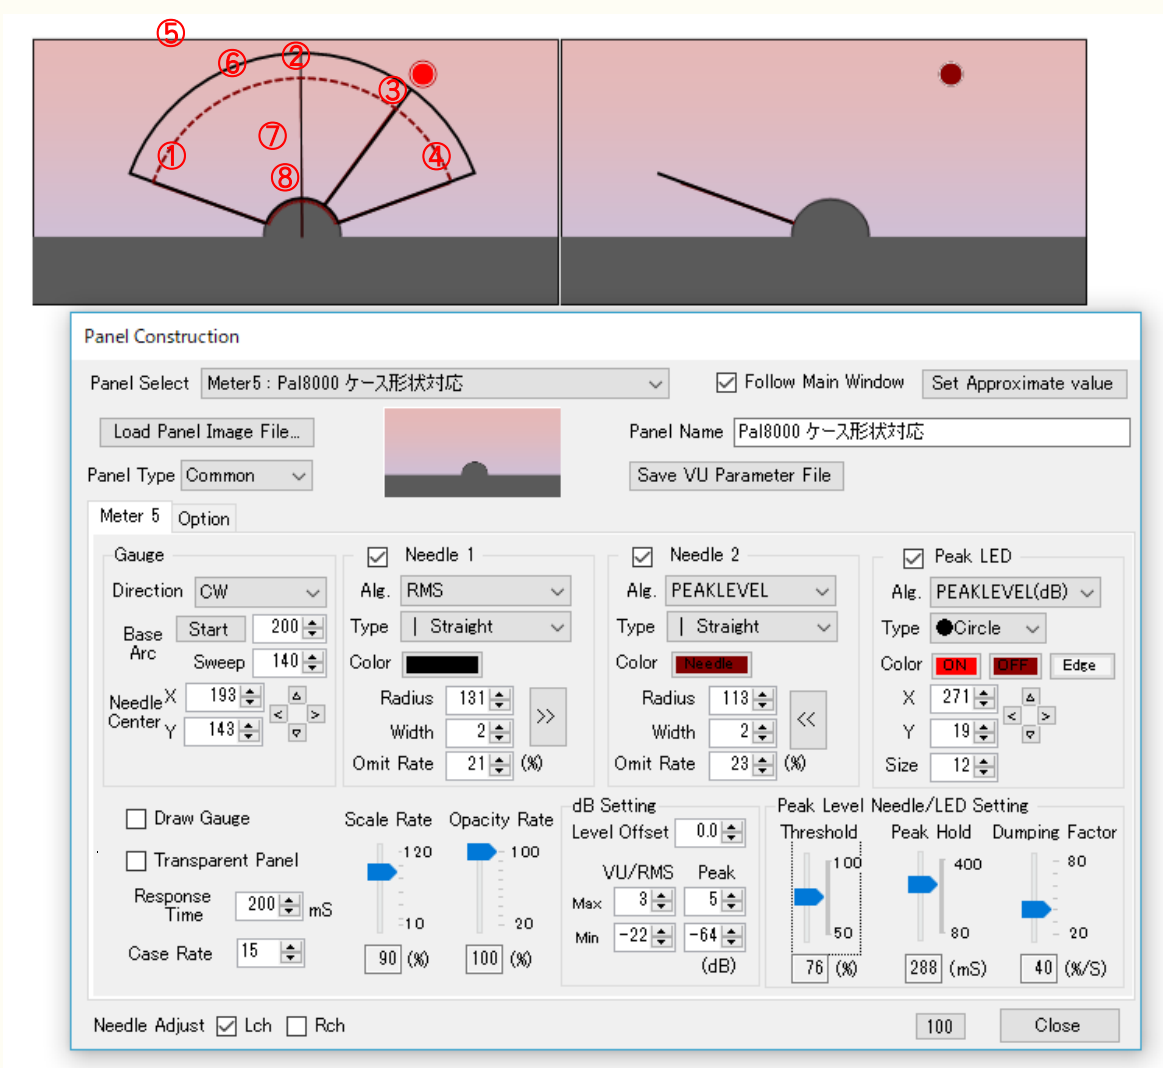 ⑤
⑥ ②
③
⑦
① ④
⑧
Panel Construction
Panel Select Meter5 : Pal8000 ケース形状対応 Follow Main Window Set Approximate value
Load Panel Image File... Panel Name Pal8000 ケース形状対応
Panel Type Common Save VU Parameter File
Meter 5 Option
Gauge Needle 1 Needle 2 Peak LED
Direction CW Alg. RMS Alg. PEAKLEVEL Alg. PEAKLEVEL(dB)
Base Arc Start 200 Type | Straight Type | Straight Type ●Circle
Sweep 140 Color Color Needle Color ON OFF Edge
Needle Center X 193 < > Radius 131 >> Radius 113 << X 271 < >
Y 143 Width 2 Width 2 Y 19
Omit Rate 21 (%) Omit Rate 23 (%) Size 12
Draw Gauge Scale Rate Opacity Rate dB Setting Peak Level Needle/LED Setting
Level Offset 0.0 Threshold Peak Hold Dumping Factor
Transparent Panel 120 100 VU/RMS Peak 100 400 80
Response Time 200 mS Max 3 5
10 20 Min -22 -64 50 80 20
Case Rate 15 90 (%) 100 (%) (dB) 76 (%) 288 (mS) 40 (%/S)
Needle Adjust Lch Rch 100 Close